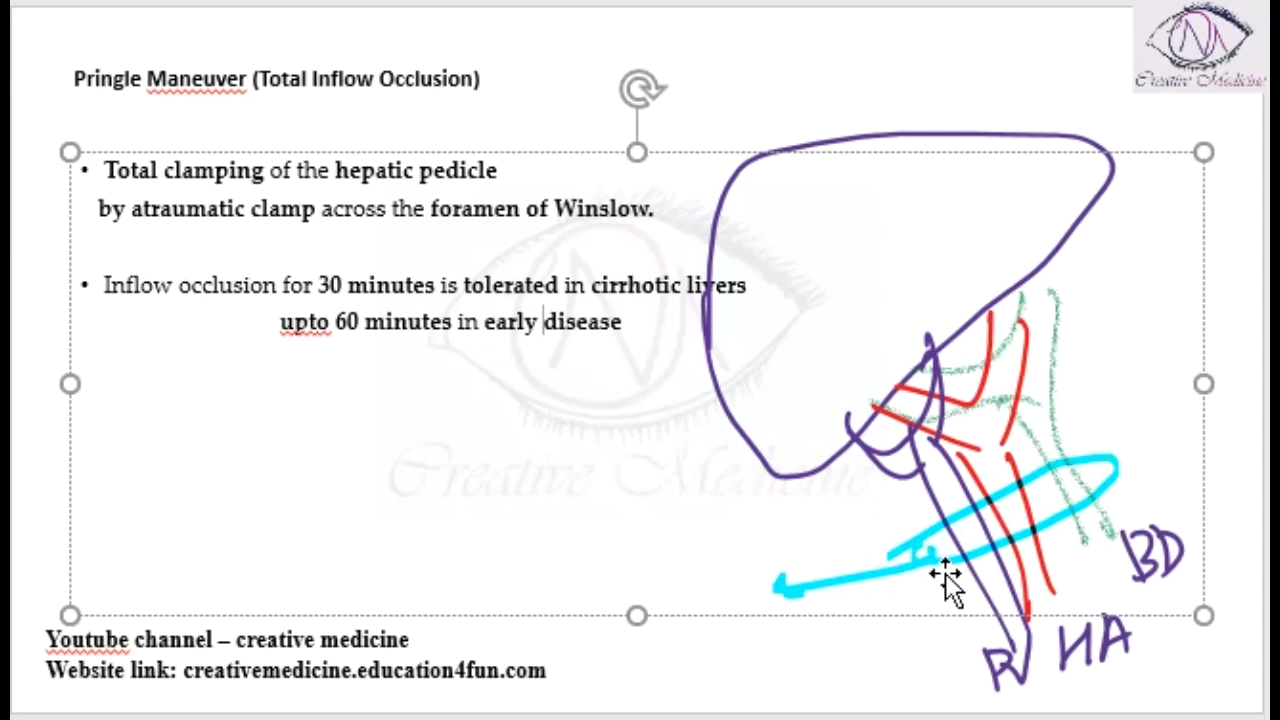 Creative Medicine
Pringle Maneuver (Total Inflow Occlusion)
• Total clamping of the hepatic pedicle
by atraumatic clamp across the foramen of Winslow.
• Inflow occlusion for 30 minutes is tolerated in cirrhotic livers
upto 60 minutes in early disease
Creative Medicine
BD
HA
PV
Youtube channel – creative medicine
Website link: creativemedicine.education4fun.com